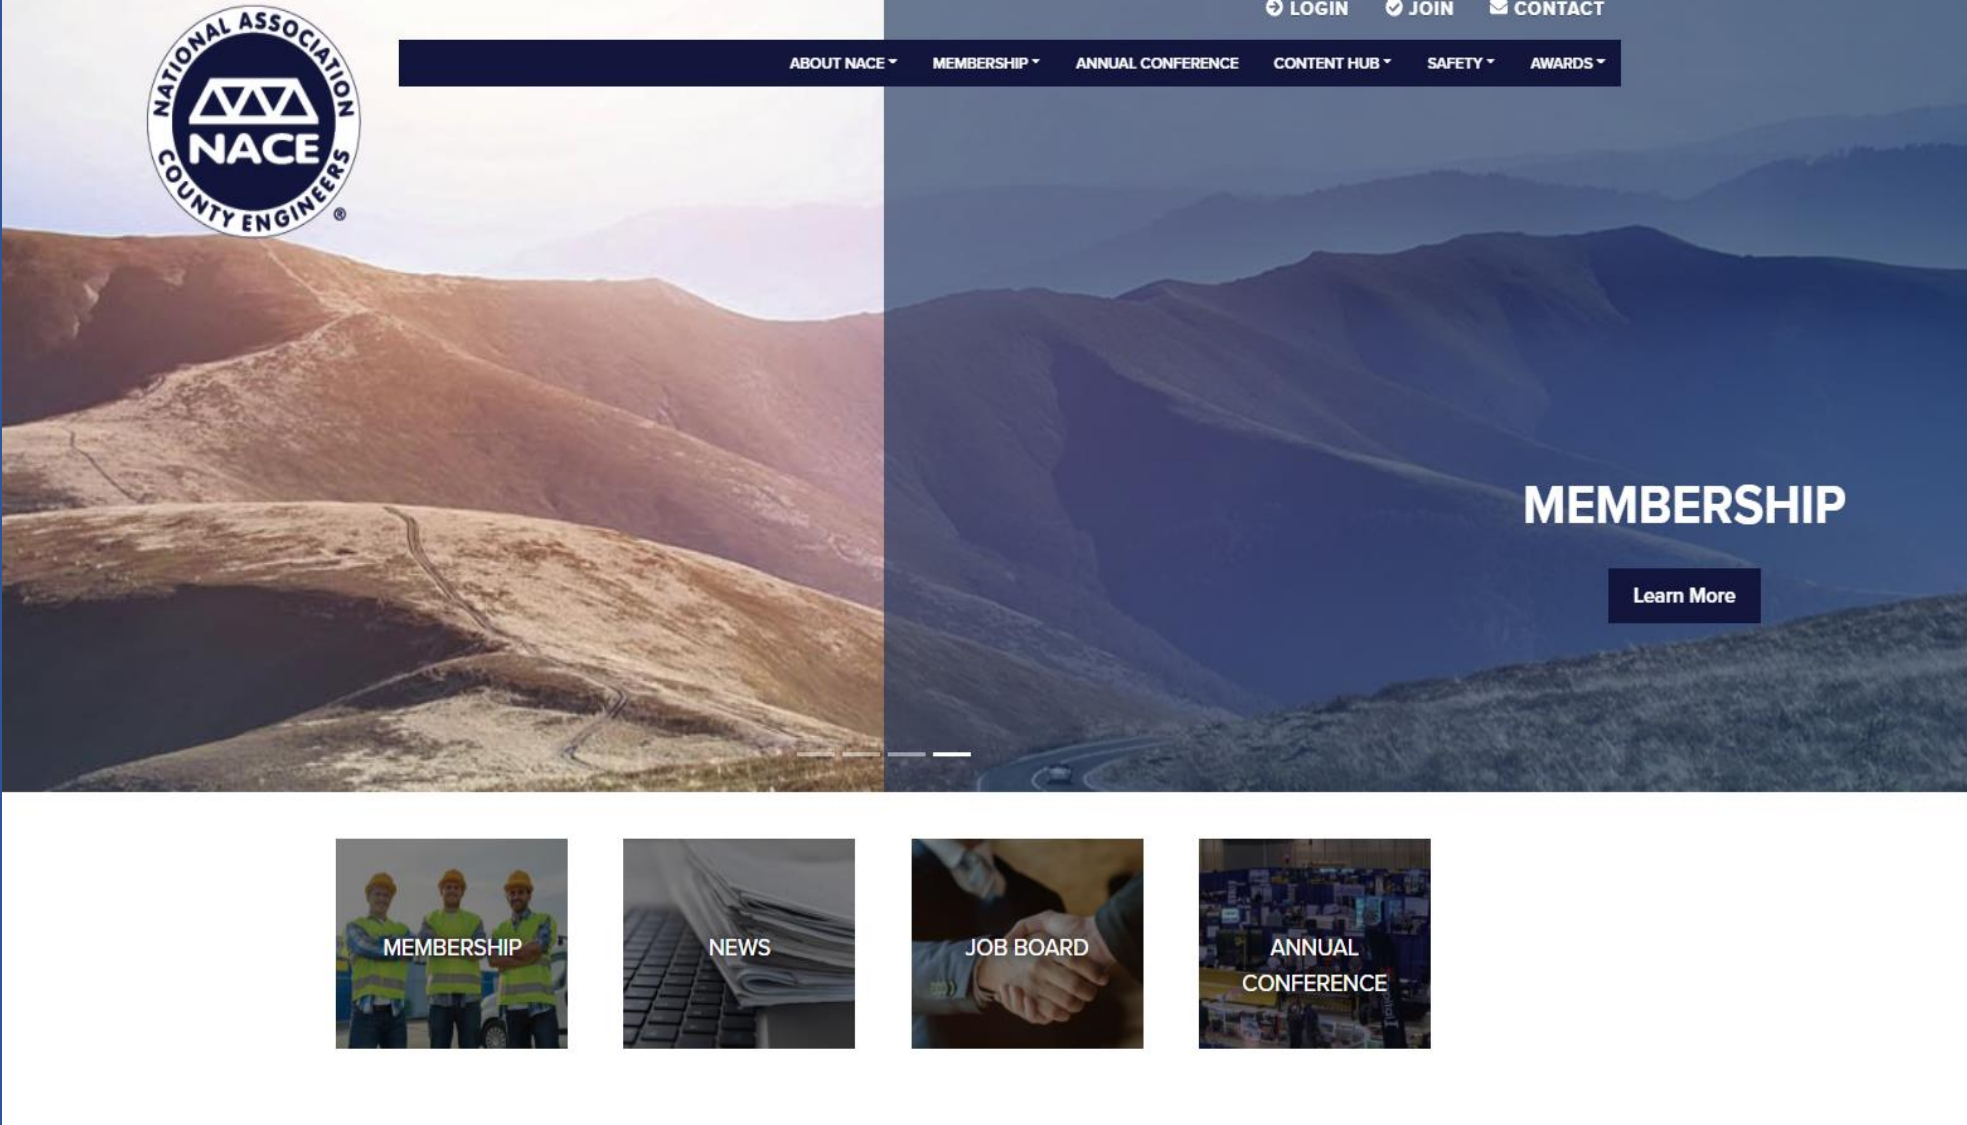 NATIONAL ASSOCIATION
NACE
COUNTY ENGINEERS
®
LOGIN JOIN CONTACT
ABOUT NACE MEMBERSHIP ANNUAL CONFERENCE CONTENT HUB SAFETY AWARDS
MEMBERSHIP
Learn More
MEMBERSHIP
NEWS
JOB BOARD
ANNUAL
CONFERENCE